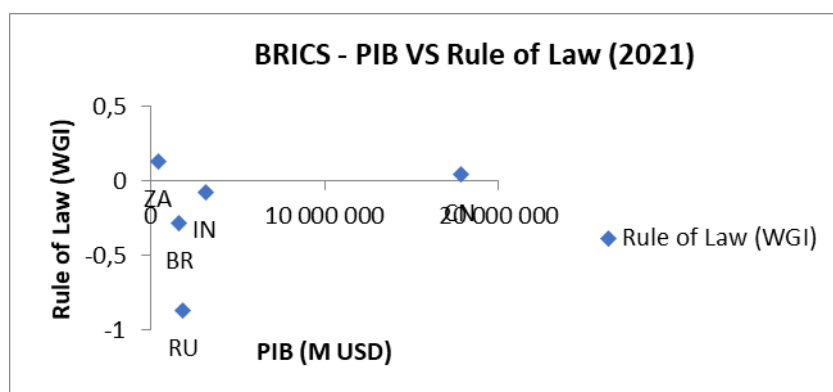 BRICS - PIB VS Rule of Law (2021)
Rule of Law (WGI)
0,5
0
-0,5
-1
0
10 000 000
20 000 000
ZA
IN
BR
RU
CN
PIB (M USD)
Rule of Law (WGI)